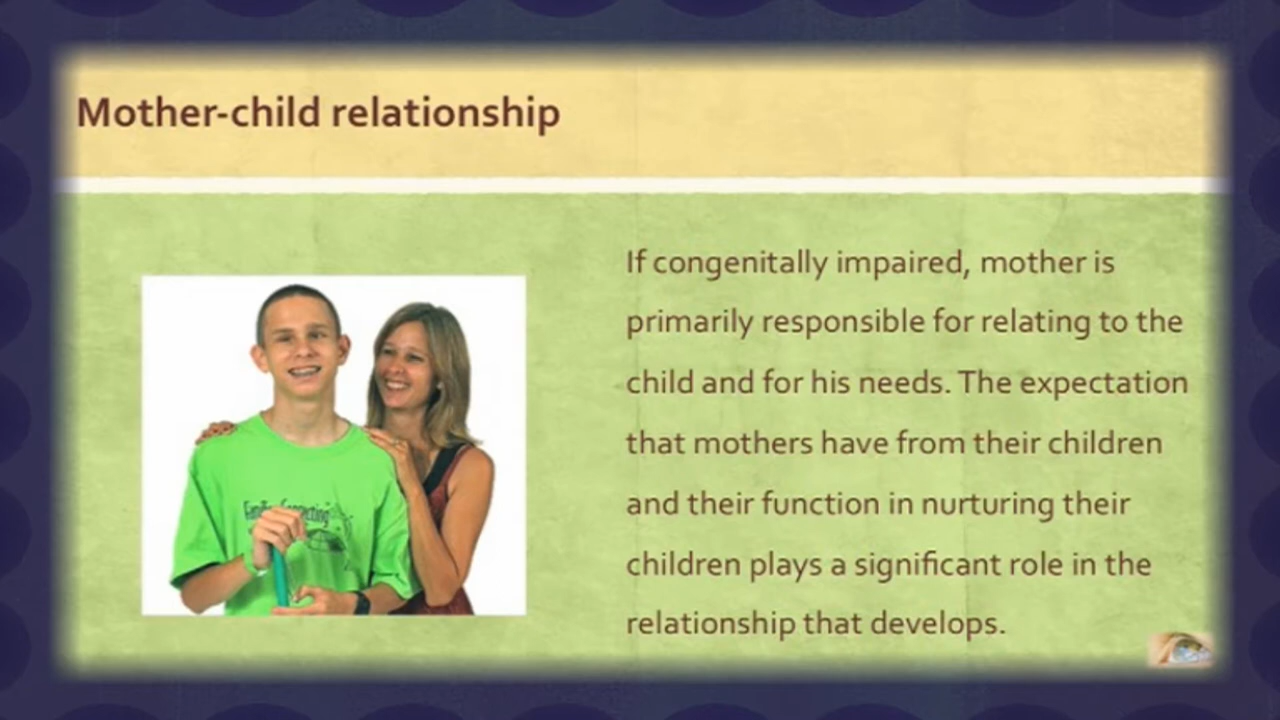 Mother-child relationship
If congenitally impaired, mother is
primarily responsible for relating to the
child and for his needs. The expectation
that mothers have from their children
and their function in nurturing their
children plays a significant role in the
relationship that develops.